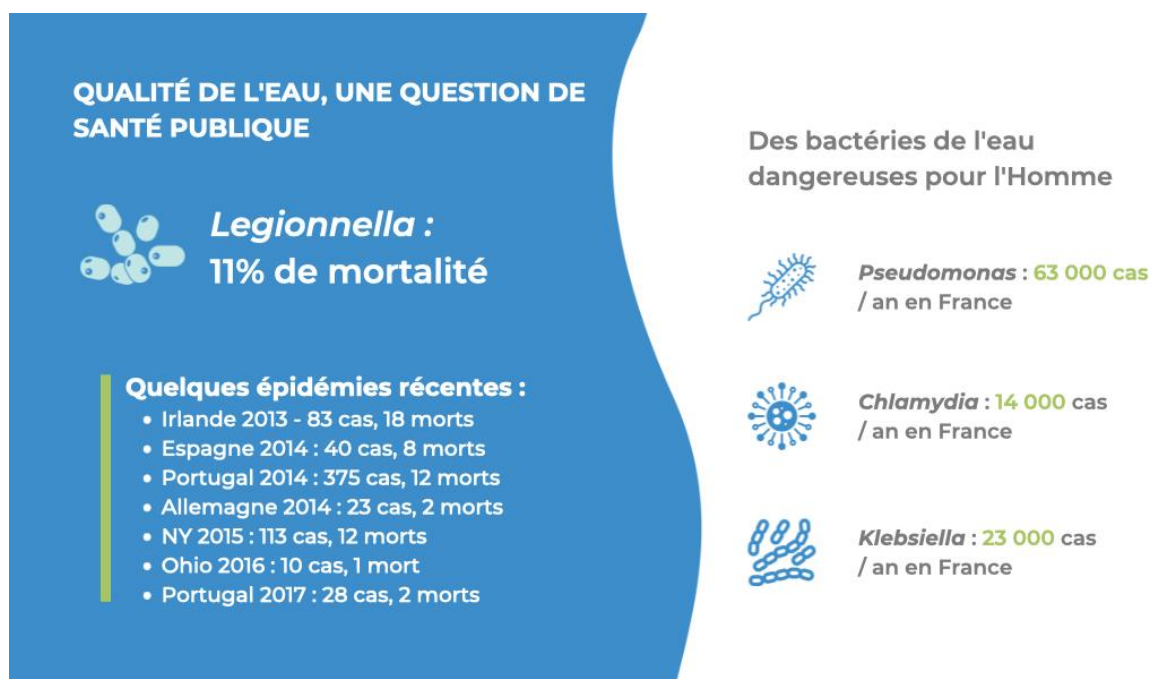 QUALITÉ DE L'EAU, UNE QUESTION DE
SANTÉ PUBLIQUE
Legionnella :
11% de mortalité
Quelques épidémies récentes :
• Irlande 2013 - 83 cas, 18 morts
• Espagne 2014 : 40 cas, 8 morts
• Portugal 2014 : 375 cas, 12 morts
• Allemagne 2014 : 23 cas, 2 morts
• NY 2015 : 113 cas, 12 morts
• Ohio 2016 : 10 cas, 1 mort
• Portugal 2017 : 28 cas, 2 morts
Des bactéries de l'eau
dangereuses pour l'Homme
Pseudomonas : 63 000 cas
/ an en France
Chlamydia : 14 000 cas
/ an en France
Klebsiella : 23 000 cas
/ an en France